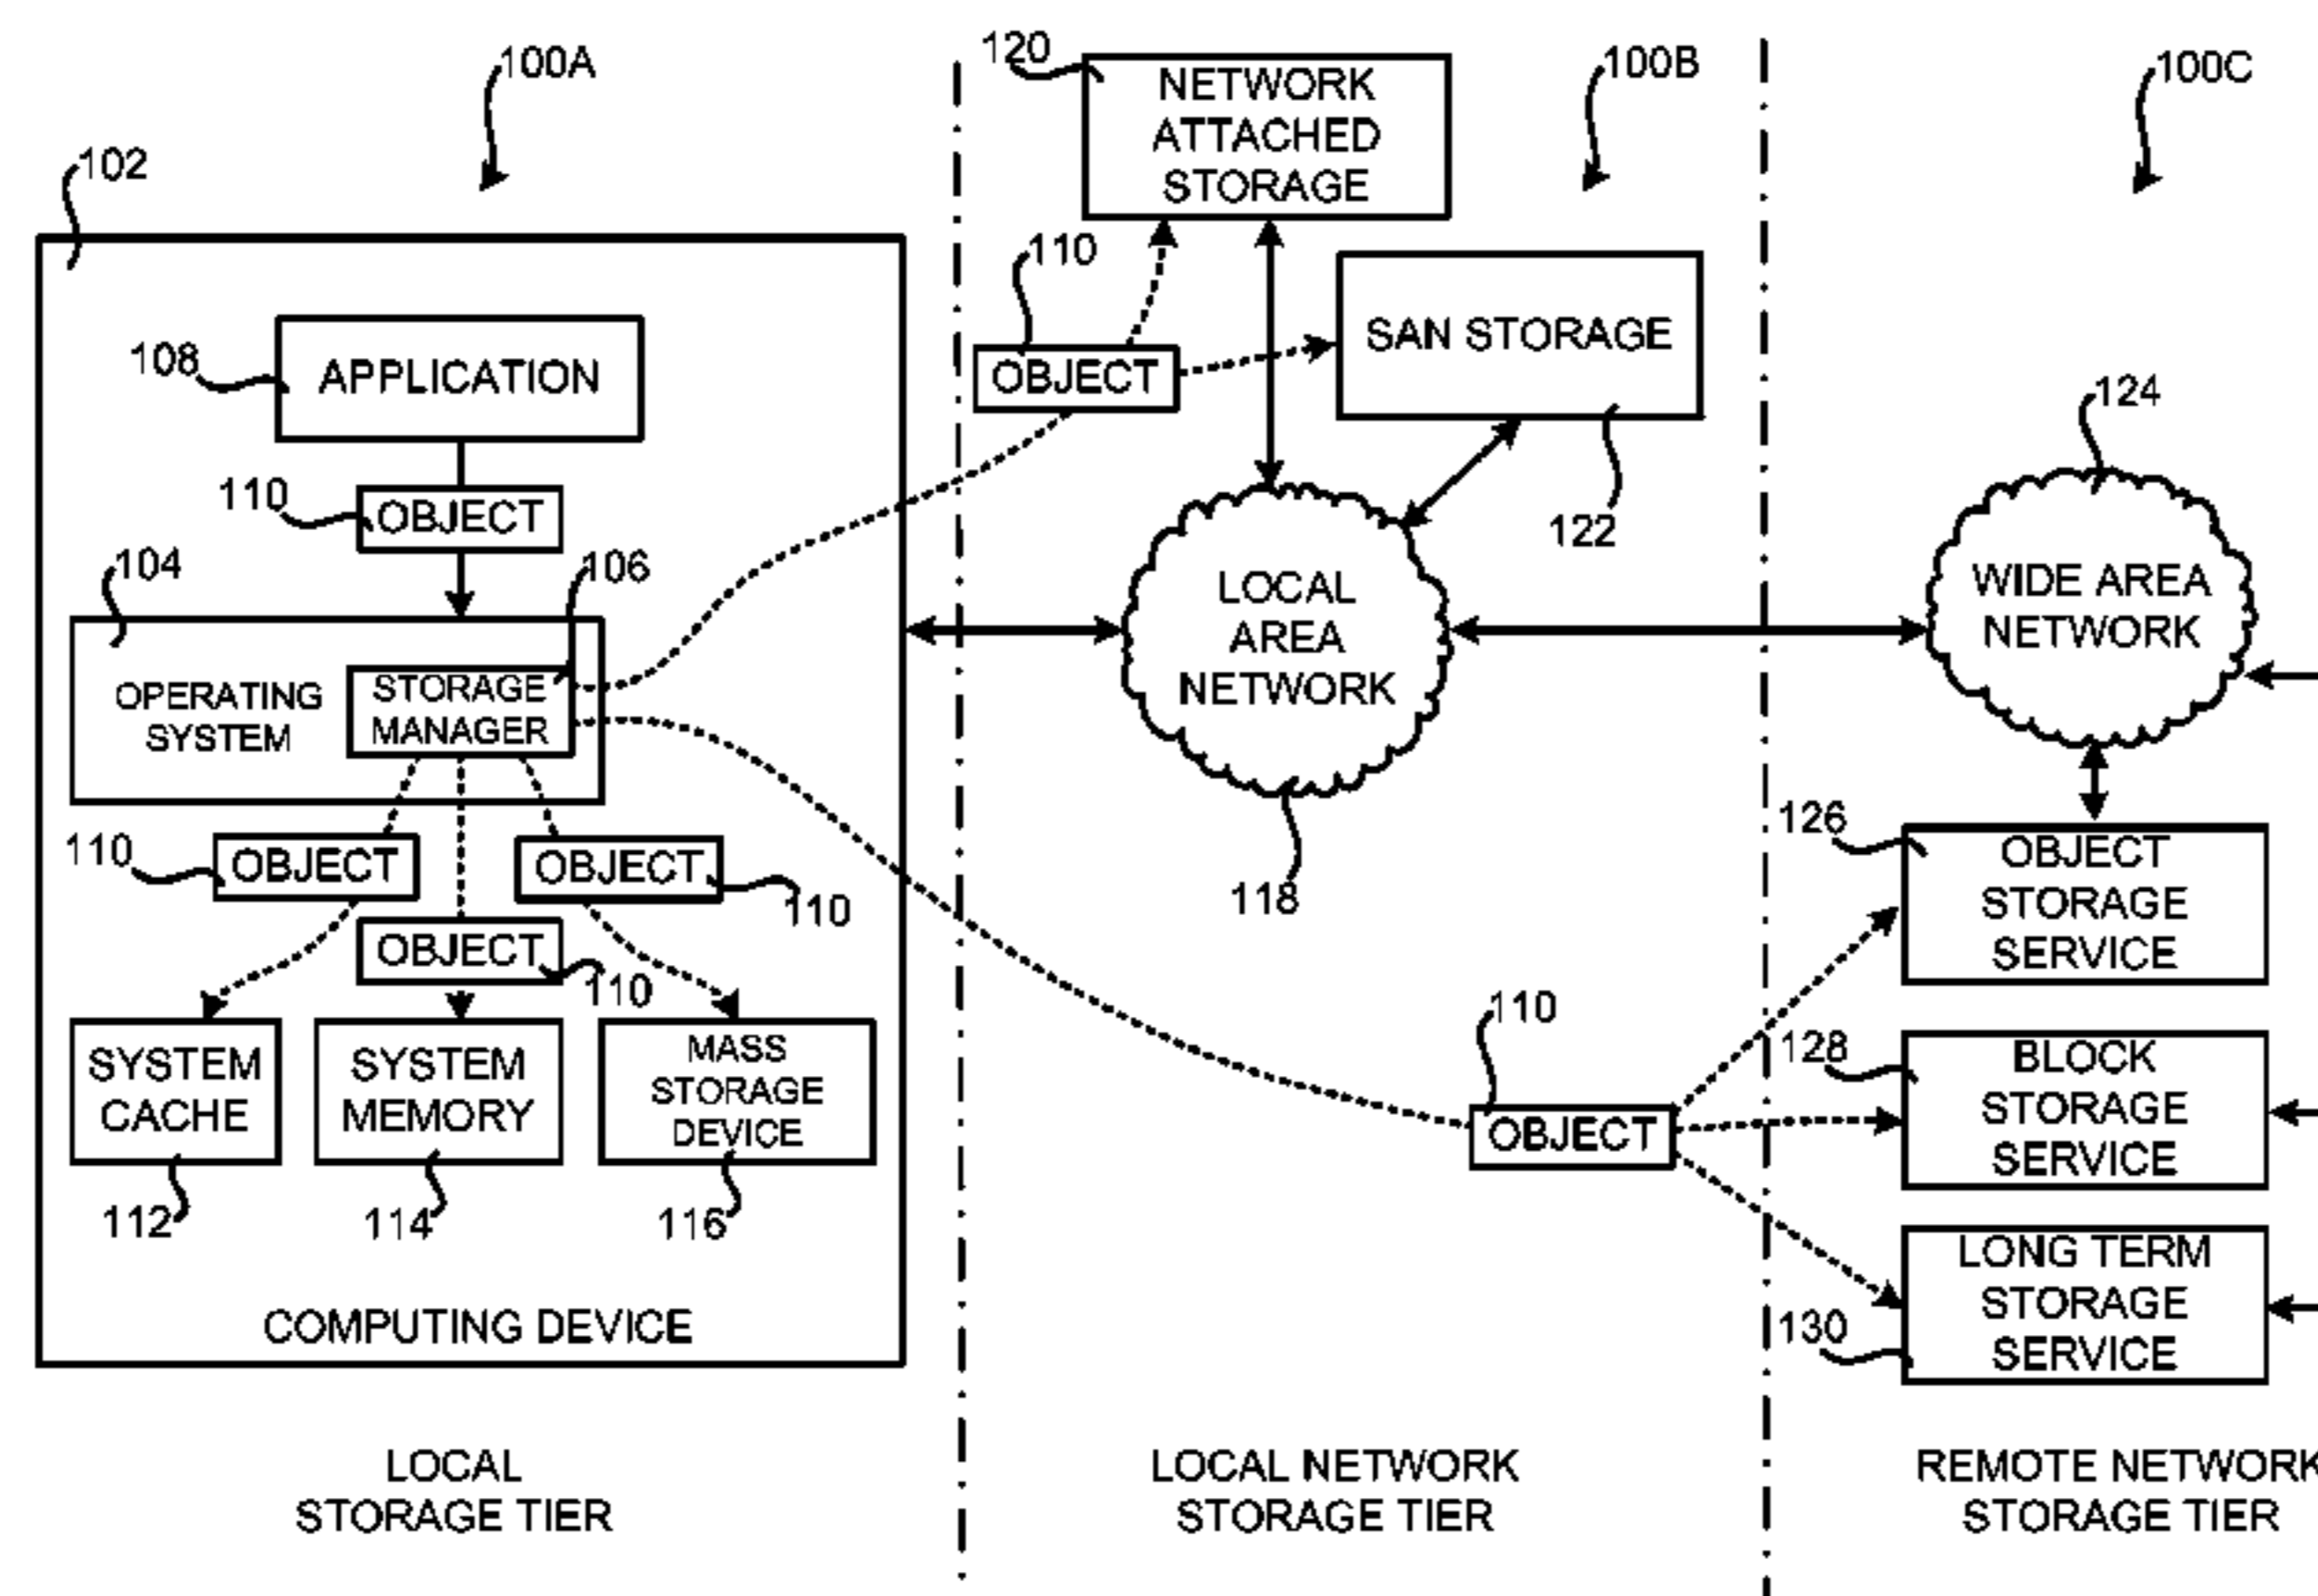 100A
102
108
APPLICATION
110
OBJECT
104
106
OPERATING
SYSTEM
STORAGE
MANAGER
110
OBJECT
OBJECT
110
OBJECT
110
SYSTEM
CACHE
SYSTEM
MEMORY
MASS
STORAGE
DEVICE
112
114
116
COMPUTING DEVICE
LOCAL
STORAGE TIER
120
NETWORK
ATTACHED
STORAGE
100B
110
OBJECT
SAN STORAGE
122
LOCAL
AREA
NETWORK
118
110
OBJECT
LOCAL NETWORK
STORAGE TIER
100C
124
WIDE AREA
NETWORK
126
OBJECT
STORAGE
SERVICE
128
BLOCK
STORAGE
SERVICE
130
LONG TERM
STORAGE
SERVICE
REMOTE NETWORK
STORAGE TIER